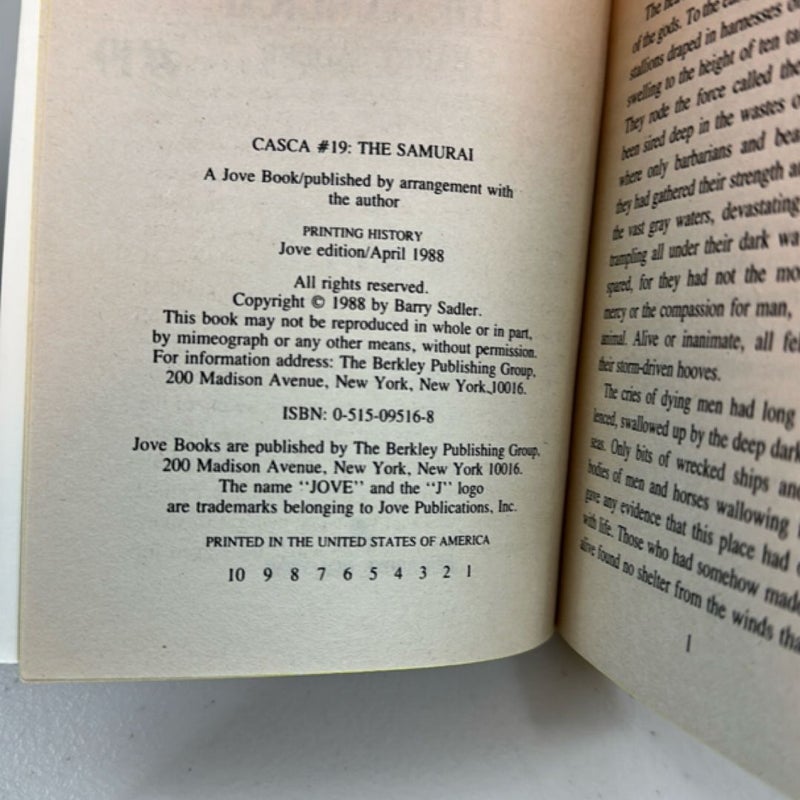 CASCA #19: THE SAMURAI
A Jove Book/published by arrangement with
the author
PRINTING HISTORY
Jove edition/April 1988
All rights reserved.
Copyright © 1988 by Barry Sadler.
This book may not be reproduced in whole or in part,
by mimeograph or any other means, without permission.
For information address: The Berkley Publishing Group,
200 Madison Avenue, New York, New York 10016.
ISBN: 0-515-09516-8
Jove Books are published by The Berkley Publishing Group,
200 Madison Avenue, New York, New York 10016.
The name "JOVE" and the "J" logo
are trademarks belonging to Jove Publications, Inc.
PRINTED IN THE UNITED STATES OF AMERICA
10 9 8 7 6 5 4 3 2 1
The
of the gods. To the
stallions draped in harnesses
swelling to the height of ten
They rode the force called
been sired deep in the wastes
where only barbarians and
they had gathered their strength
the vast gray waters, devastating
trampling all under their dark
spared, for they had not the
mercy or the compassion for man,
animal. Alive or inanimate, all
their storm-driven hooves.
The cries of dying men had long
lenced, swallowed up by the deep
seas. Only bits of wrecked ships
bodies of men and horses wallowing
gave any evidence that this place had
with life. Those who had somehow
alive found no shelter from the winds
1